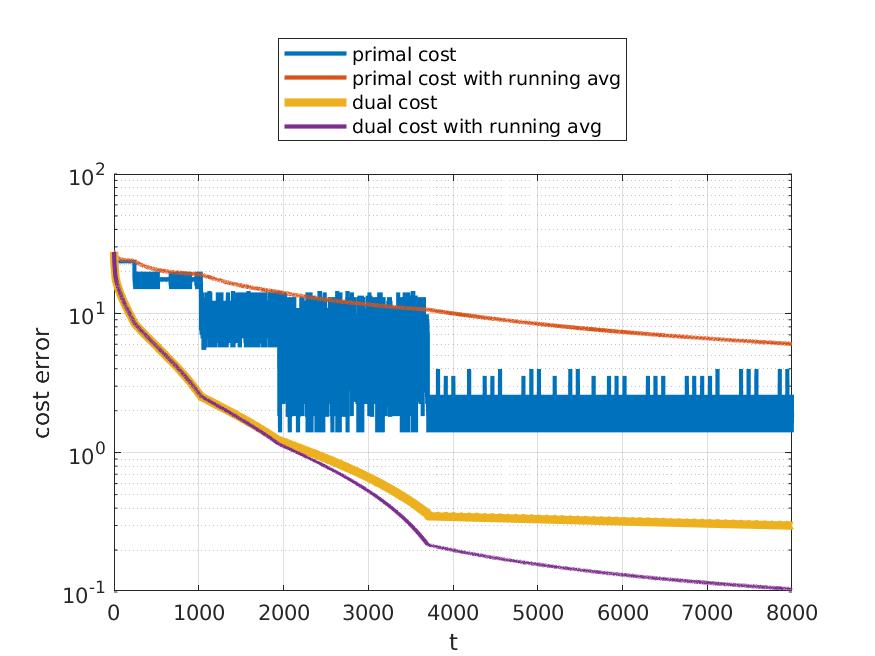 primal cost
primal cost with running avg
dual cost
dual cost with running avg
10^2
10^1
10^0
10^-1
cost error
0 1000 2000 3000 4000 5000 6000 7000 8000
t